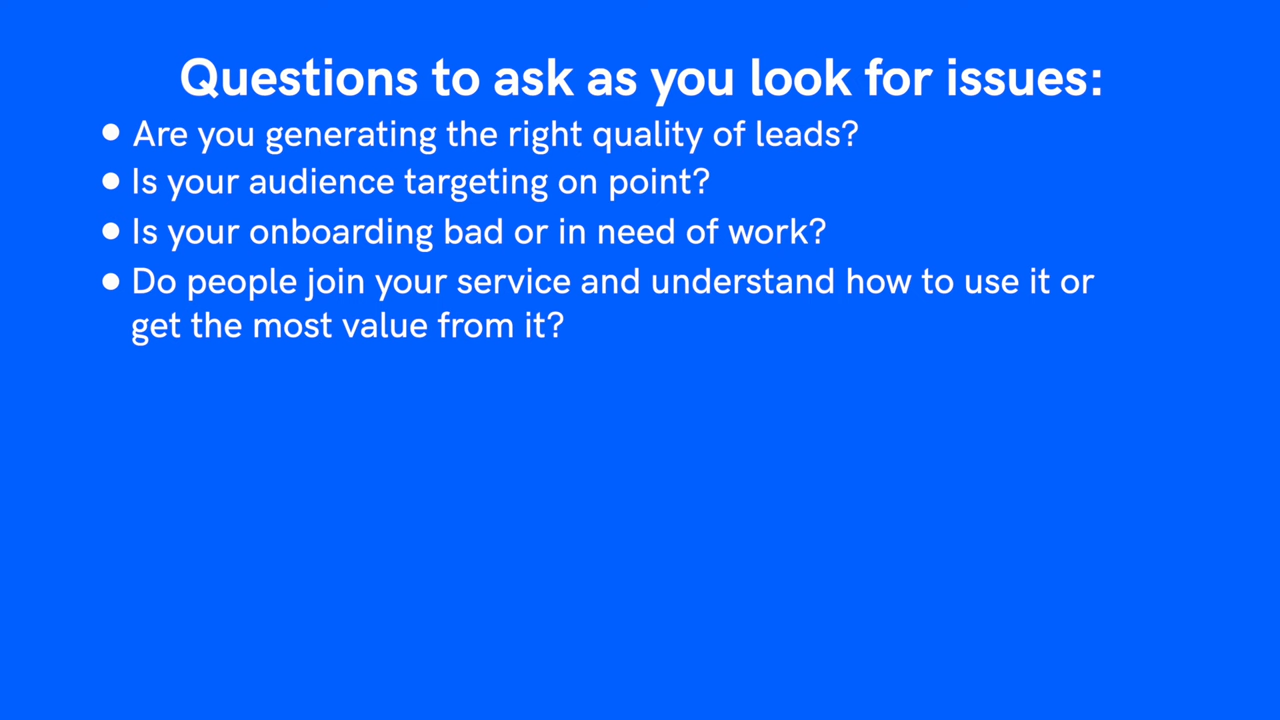 Questions to ask as you look for issues:
● Are you generating the right quality of leads?
● Is your audience targeting on point?
● Is your onboarding bad or in need of work?
● Do people join your service and understand how to use it or
get the most value from it?